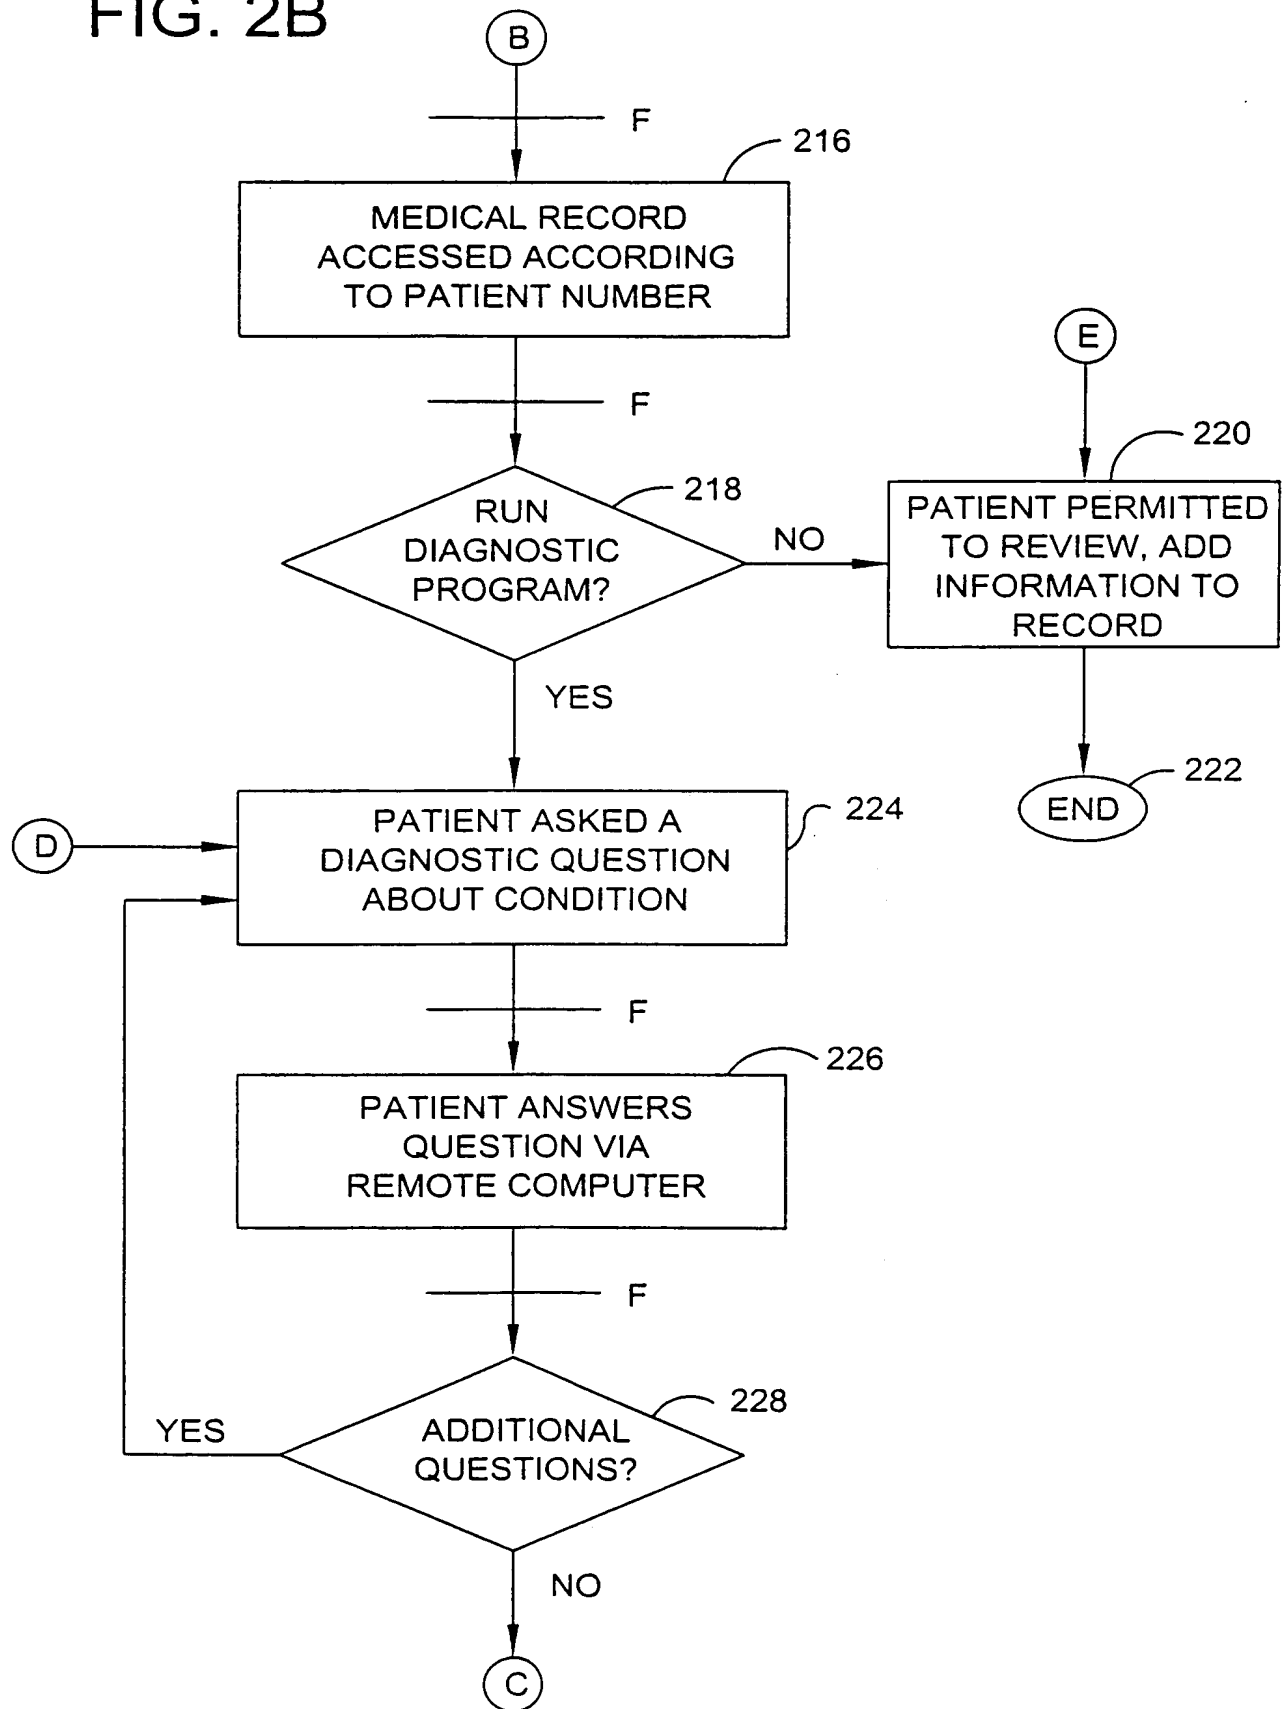 FIG. 2B
B
F
216
MEDICAL RECORD
ACCESSED ACCORDING
TO PATIENT NUMBER
F
E
218
RUN
DIAGNOSTIC
PROGRAM?
NO
220
PATIENT PERMITTED
TO REVIEW, ADD
INFORMATION TO
RECORD
YES
222
END
D
224
PATIENT ASKED A
DIAGNOSTIC QUESTION
ABOUT CONDITION
F
226
PATIENT ANSWERS
QUESTION VIA
REMOTE COMPUTER
F
228
YES
ADDITIONAL
QUESTIONS?
NO
C